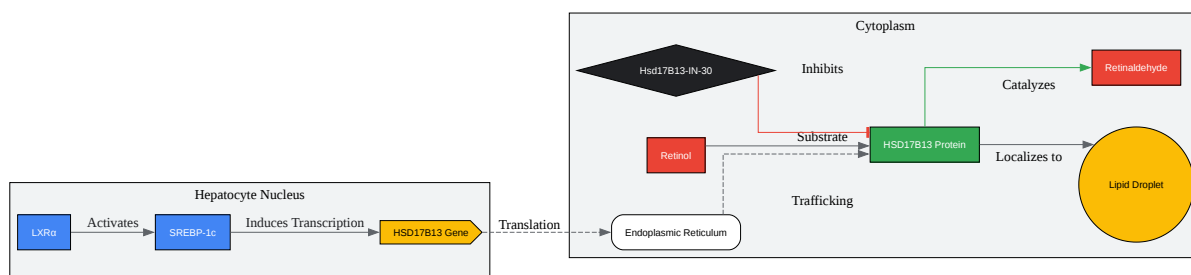 Cytoplasm
Hsd17B13-IN-30
Inhibits
Retinaldehyde
Catalyzes
Substrate
Retinol
HSD17B13 Protein
Localizes to
Lipid Droplet
Hepatocyte Nucleus
Trafficking
LXRα
Activates
SREBP-1c
Induces Transcription
HSD17B13 Gene
Translation
Endoplasmic Reticulum